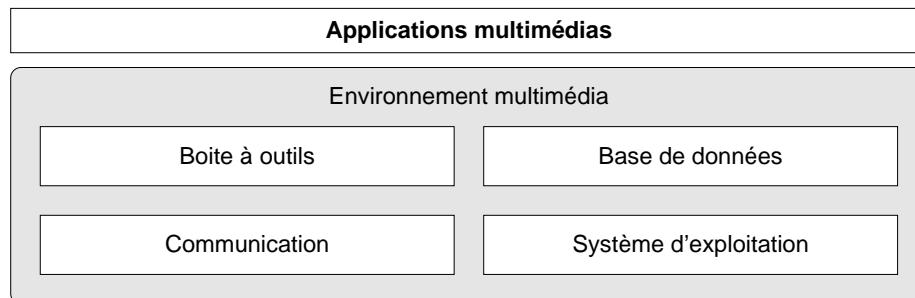 Applications multimédias
Environnement multimédia
Boite à outils
Base de données
Communication
Système d’exploitation